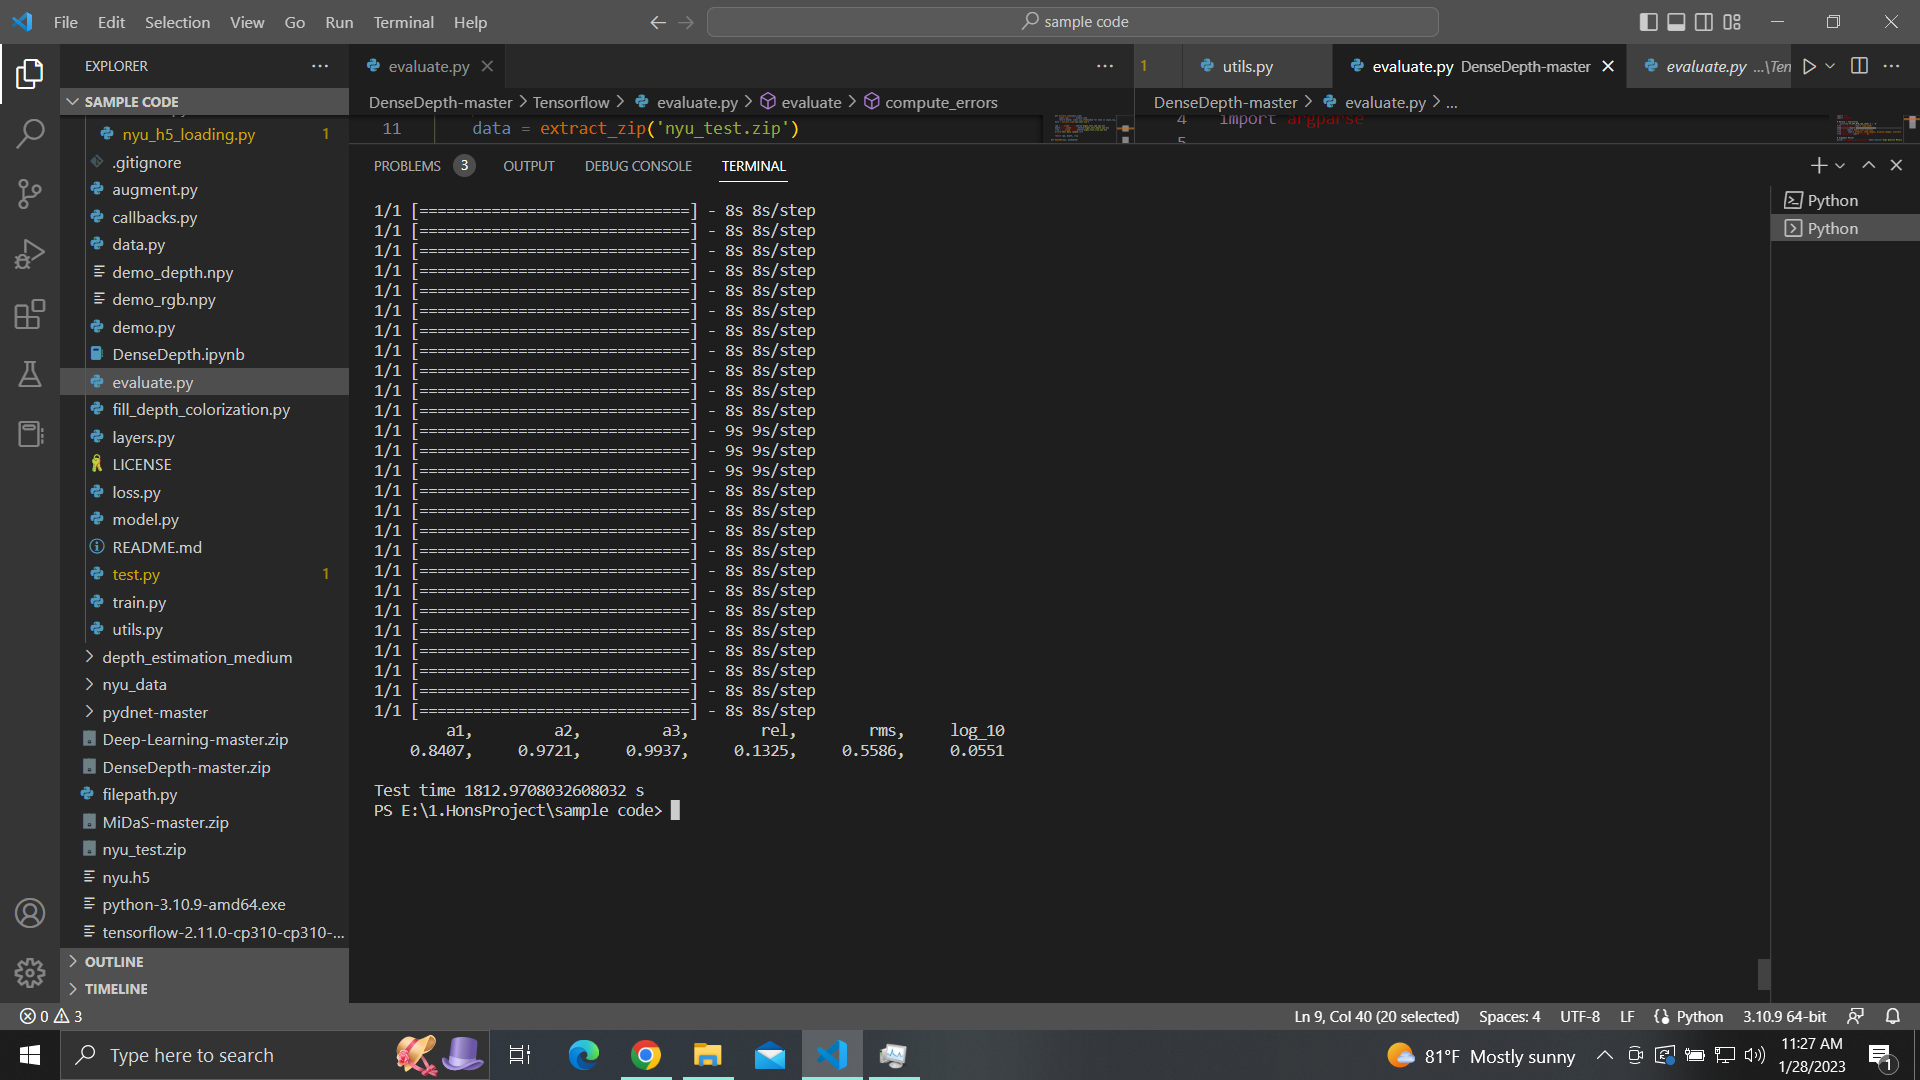 File Edit Selection View Go Run Terminal Help
sample code
EXPLORER
SAMPLE CODE
nyu_h5_loading.py 1
.gitignore
augment.py
callbacks.py
data.py
demo_depth.npy
demo_rgb.npy
demo.py
DenseDepth.ipynb
evaluate.py
fill_depth_colorization.py
layers.py
LICENSE
loss.py
model.py
README.md
test.py 1
train.py
utils.py
depth_estimation_medium
nyu_data
pydnet-master
Deep-Learning-master.zip
DenseDepth-master.zip
filepath.py
MiDaS-master.zip
nyu_test.zip
nyu.h5
python-3.10.9-amd64.exe
tensorflow-2.11.0-cp310-cp310-...
OUTLINE
TIMELINE
evaluate.py
DenseDepth-master > Tensorflow > evaluate.py > evaluate > compute_errors
11 data = extract_zip('nyu_test.zip')
1 utils.py evaluate.py DenseDepth-master evaluate.py ...\Ten
DenseDepth-master > evaluate.py > ...
4 import argparse
5
PROBLEMS 3 OUTPUT DEBUG CONSOLE TERMINAL
1/1 [==============================] - 8s 8s/step
1/1 [==============================] - 8s 8s/step
1/1 [==============================] - 8s 8s/step
1/1 [==============================] - 8s 8s/step
1/1 [==============================] - 8s 8s/step
1/1 [==============================] - 8s 8s/step
1/1 [==============================] - 8s 8s/step
1/1 [==============================] - 8s 8s/step
1/1 [==============================] - 8s 8s/step
1/1 [==============================] - 8s 8s/step
1/1 [==============================] - 8s 8s/step
1/1 [==============================] - 9s 9s/step
1/1 [==============================] - 9s 9s/step
1/1 [==============================] - 9s 9s/step
1/1 [==============================] - 8s 8s/step
1/1 [==============================] - 8s 8s/step
1/1 [==============================] - 8s 8s/step
1/1 [==============================] - 8s 8s/step
1/1 [==============================] - 8s 8s/step
1/1 [==============================] - 8s 8s/step
1/1 [==============================] - 8s 8s/step
1/1 [==============================] - 8s 8s/step
1/1 [==============================] - 8s 8s/step
1/1 [==============================] - 8s 8s/step
1/1 [==============================] - 8s 8s/step
1/1 [==============================] - 8s 8s/step
a1, a2, a3, rel, rms, log_10
0.8407, 0.9721, 0.9937, 0.1325, 0.5586, 0.0551
Test time 1812.9708032608032 s
PS E:\1.HonsProject\sample code>
Python
Python
0 3
Ln 9, Col 40 (20 selected) Spaces: 4 UTF-8 LF Python 3.10.9 64-bit
Type here to search
81°F Mostly sunny
11:27 AM
1/28/2023
1